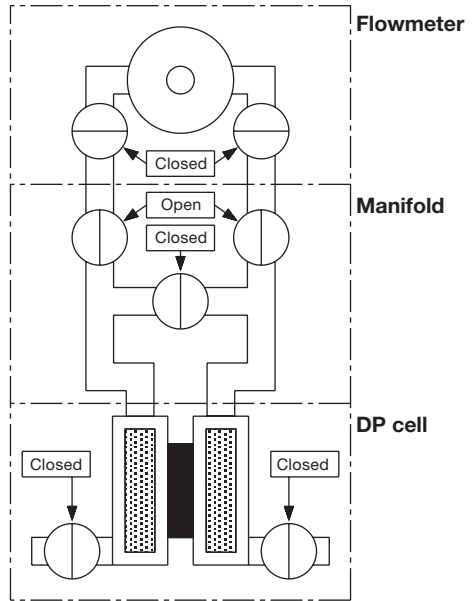 Flowmeter
Closed
Manifold
Open
Closed
DP cell
Closed
Closed